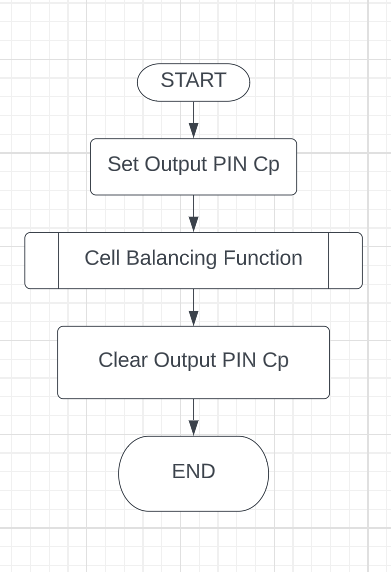 START
Set Output PIN Cp
Cell Balancing Function
Clear Output PIN Cp
END